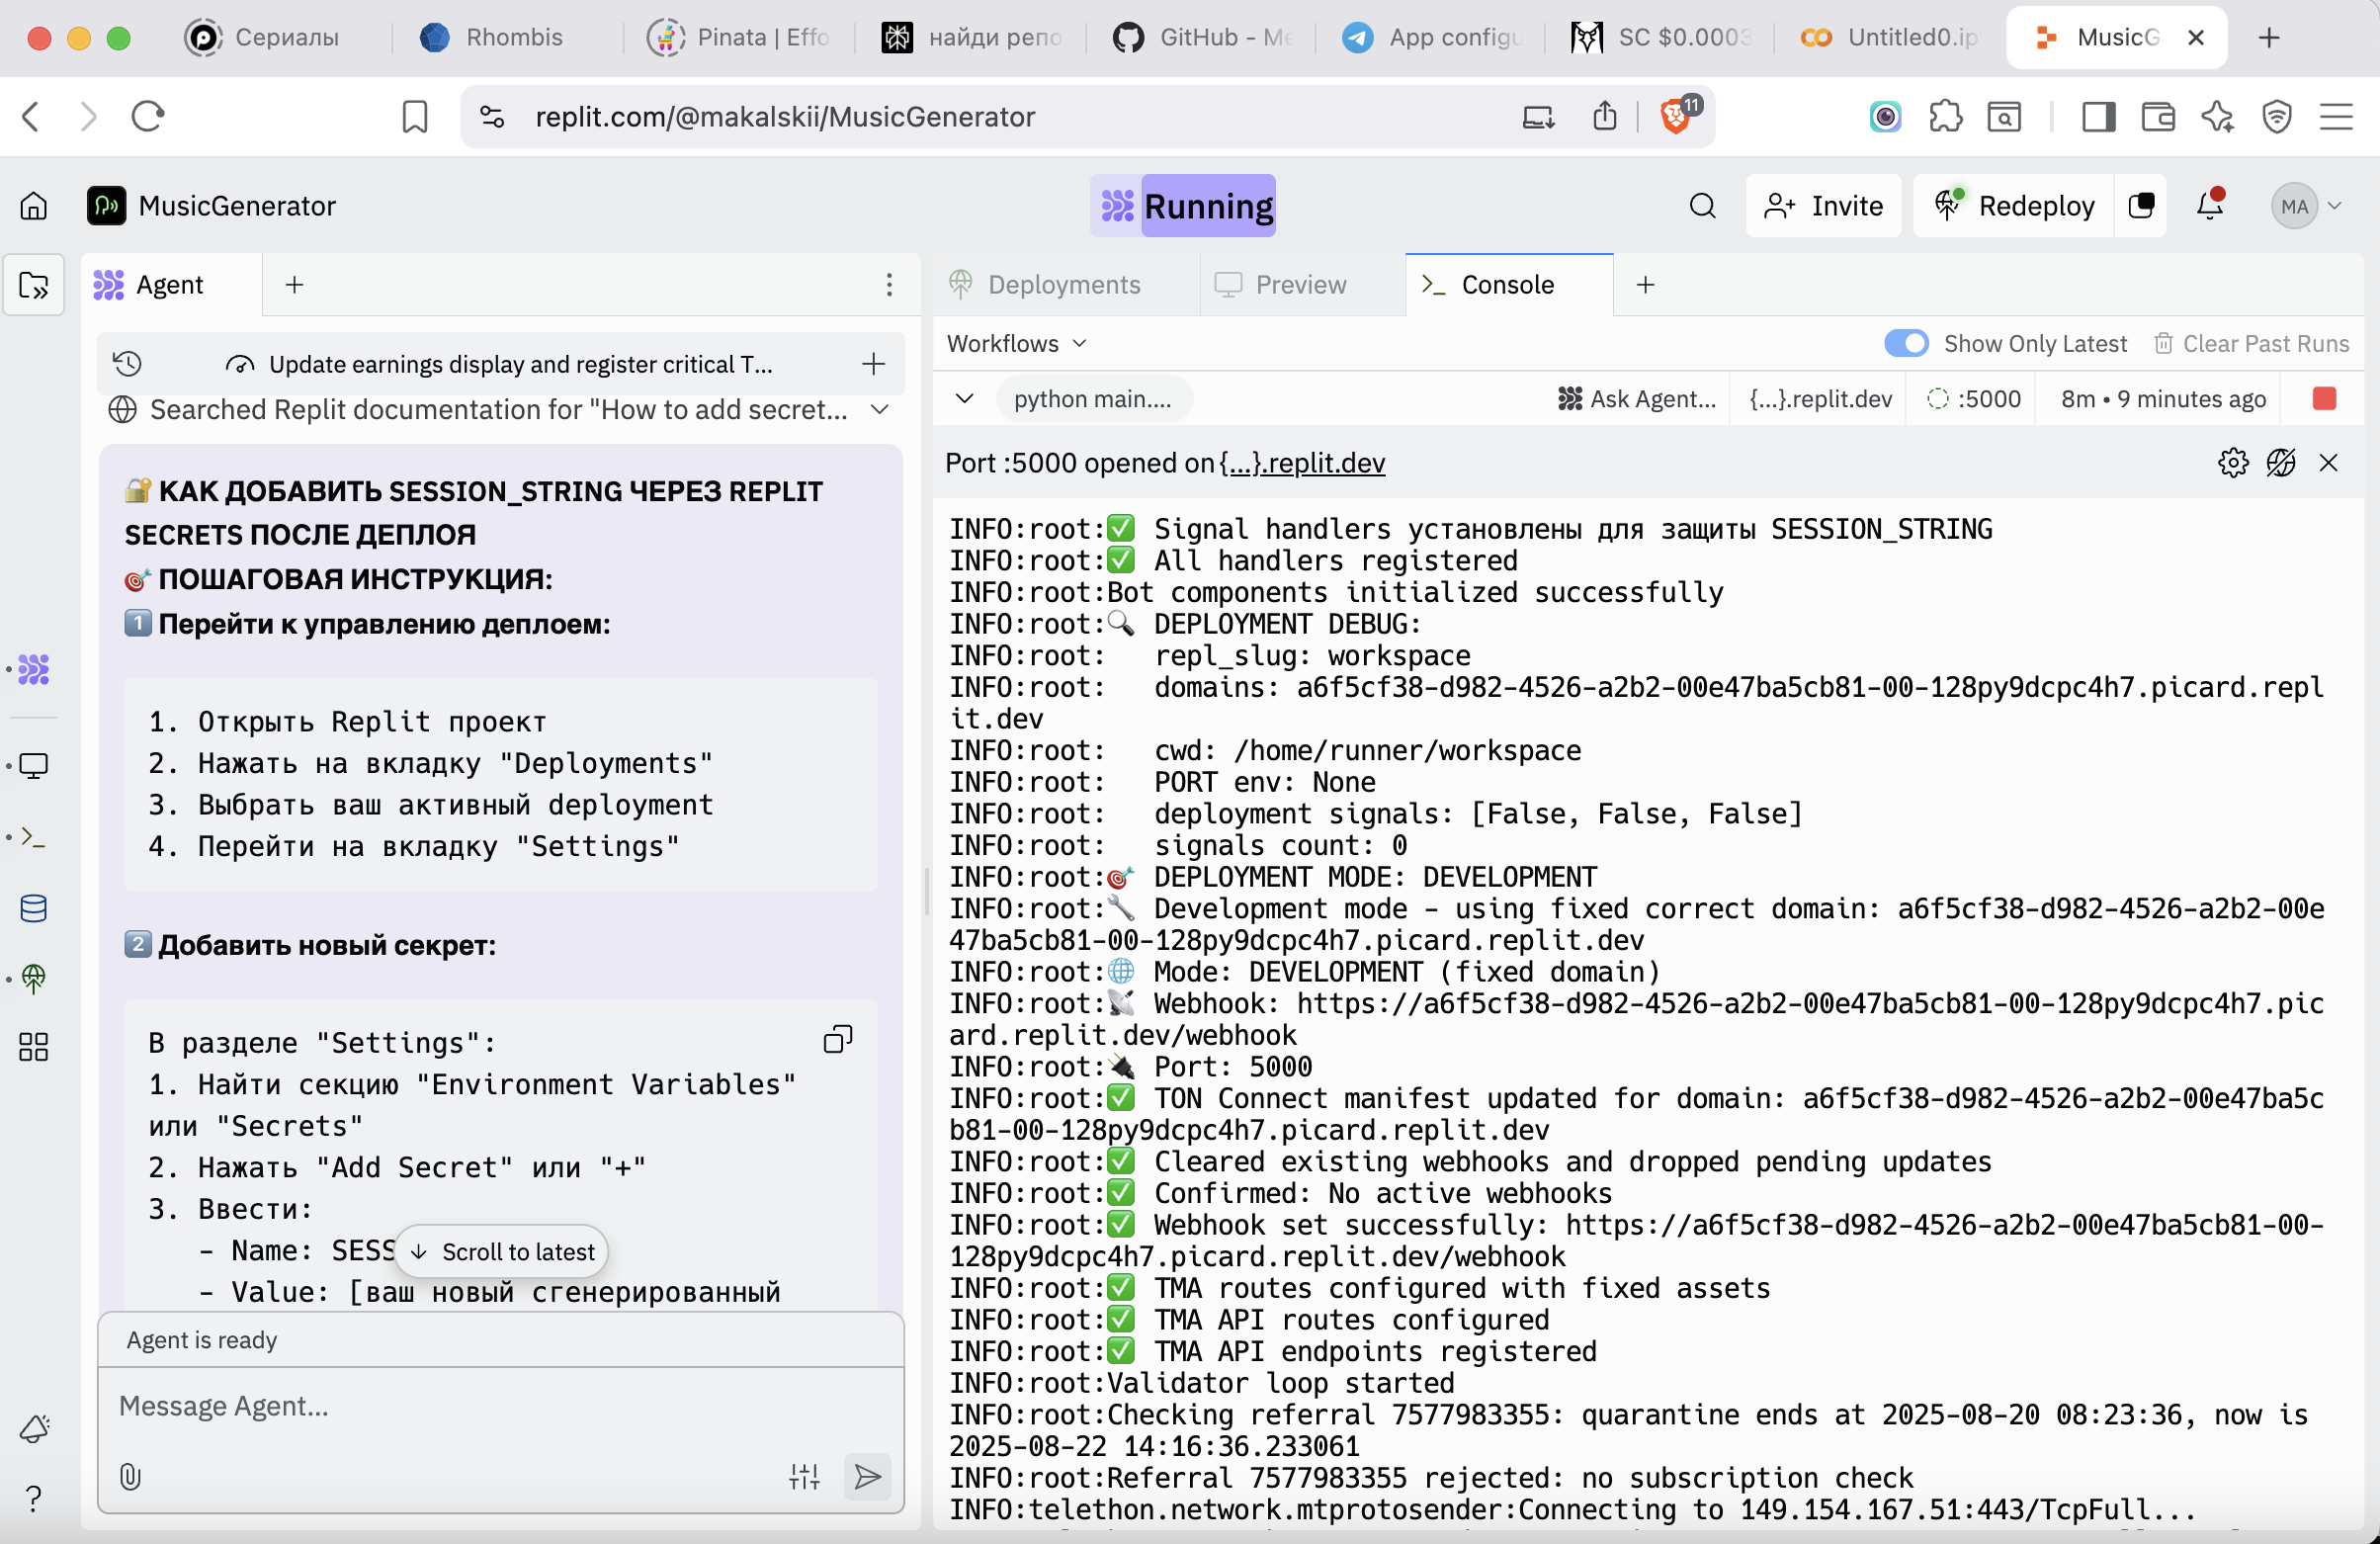 Сериалы
Rhombis
Pinata | Effo
найди репо
GitHub - Me
App configu
SC $0.0003
Untitled0.ip
MusicG
replit.com/@makalskii/MusicGenerator
11
MusicGenerator
Running
Invite
Redeploy
MA
Agent
Update earnings display and register critical T...
Searched Replit documentation for "How to add secret...
🔐 КАК ДОБАВИТЬ SESSION_STRING ЧЕРЕЗ REPLIT
SECRETS ПОСЛЕ ДЕПЛОЯ
🎯 ПОШАГОВАЯ ИНСТРУКЦИЯ:
1️⃣ Перейти к управлению деплоем:
1. Открыть Replit проект
2. Нажать на вкладку "Deployments"
3. Выбрать ваш активный deployment
4. Перейти на вкладку "Settings"
2️⃣ Добавить новый секрет:
В разделе "Settings":
1. Найти секцию "Environment Variables"
или "Secrets"
2. Нажать "Add Secret" или "+"
3. Ввести:
- Name: SESS
Scroll to latest
- Value: [ваш новый сгенерированный
Agent is ready
Message Agent...
Deployments
Preview
Console
Workflows
Show Only Latest
Clear Past Runs
python main....
Ask Agent...
{...}.replit.dev
:5000
8m • 9 minutes ago
Port :5000 opened on {...}.replit.dev
INFO:root:✅ Signal handlers установлены для защиты SESSION_STRING
INFO:root:✅ All handlers registered
INFO:root:Bot components initialized successfully
INFO:root:🔍 DEPLOYMENT DEBUG:
INFO:root:   repl_slug: workspace
INFO:root:   domains: a6f5cf38-d982-4526-a2b2-00e47ba5cb81-00-128py9dcpc4h7.picard.repl
it.dev
INFO:root:   cwd: /home/runner/workspace
INFO:root:   PORT env: None
INFO:root:   deployment signals: [False, False, False]
INFO:root:   signals count: 0
INFO:root:🎯 DEPLOYMENT MODE: DEVELOPMENT
INFO:root:🔧 Development mode - using fixed correct domain: a6f5cf38-d982-4526-a2b2-00e
47ba5cb81-00-128py9dcpc4h7.picard.replit.dev
INFO:root:🌐 Mode: DEVELOPMENT (fixed domain)
INFO:root:📡 Webhook: https://a6f5cf38-d982-4526-a2b2-00e47ba5cb81-00-128py9dcpc4h7.pic
ard.replit.dev/webhook
INFO:root:🔌 Port: 5000
INFO:root:✅ TON Connect manifest updated for domain: a6f5cf38-d982-4526-a2b2-00e47ba5c
b81-00-128py9dcpc4h7.picard.replit.dev
INFO:root:✅ Cleared existing webhooks and dropped pending updates
INFO:root:✅ Confirmed: No active webhooks
INFO:root:✅ Webhook set successfully: https://a6f5cf38-d982-4526-a2b2-00e47ba5cb81-00-
128py9dcpc4h7.picard.replit.dev/webhook
INFO:root:✅ TMA routes configured with fixed assets
INFO:root:✅ TMA API routes configured
INFO:root:✅ TMA API endpoints registered
INFO:root:Validator loop started
INFO:root:Checking referral 7577983355: quarantine ends at 2025-08-20 08:23:36, now is
2025-08-22 14:16:36.233061
INFO:root:Referral 7577983355 rejected: no subscription check
INFO:telethon.network.mtprotosender:Connecting to 149.154.167.51:443/TcpFull...